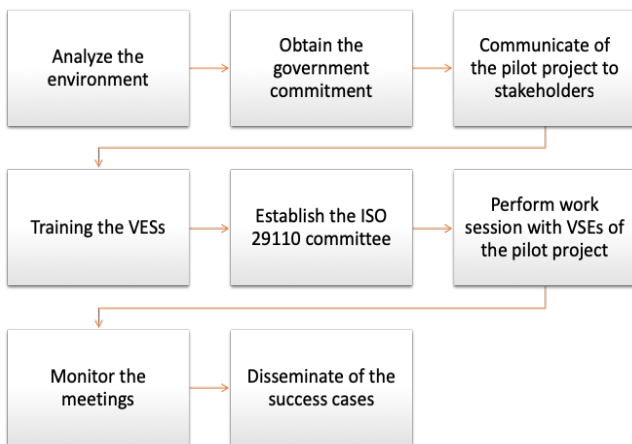 Analyze the
environment
Obtain the
government
commitment
Communicate of
the pilot project to
stakeholders
Training the VESs
Establish the ISO
29110 committee
Perform work
session with VSEs of
the pilot project
Monitor the
meetings
Disseminate of the
success cases